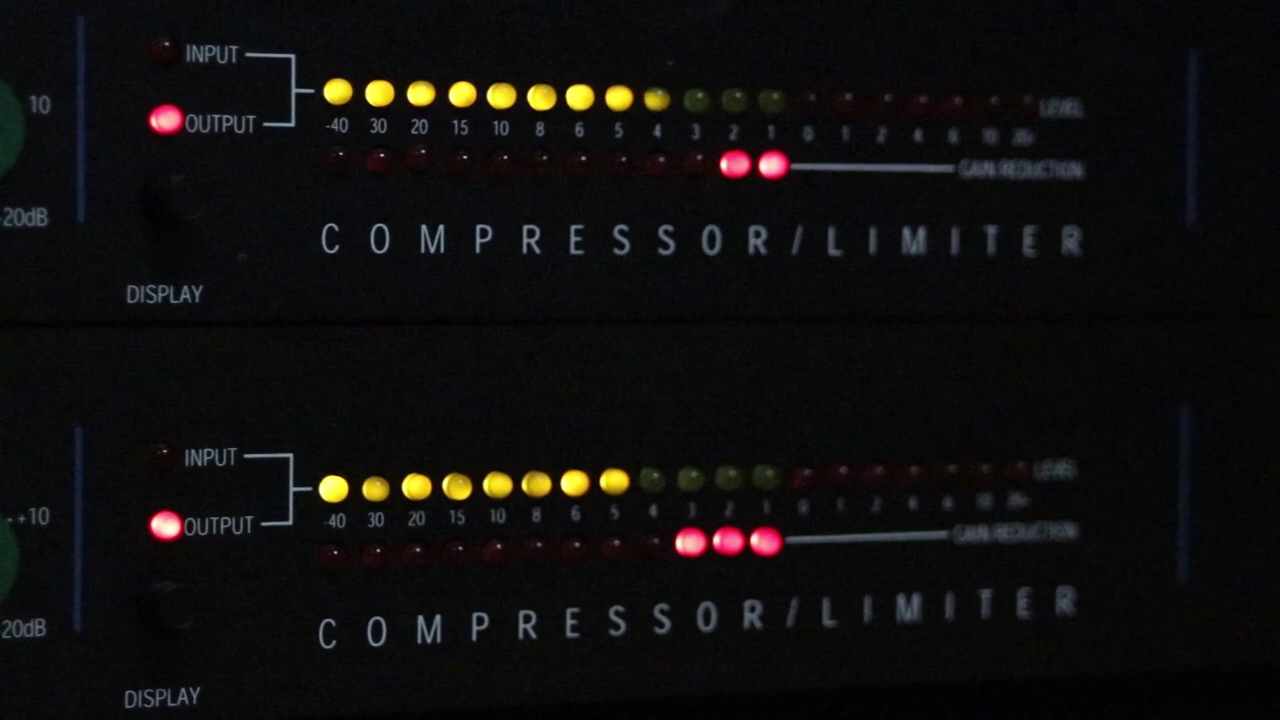 INPUT
10
LEVEL
OUTPUT
-40 30 20 15 10 8 6 5 4 3 2 1 0 1 2 4 6 10 20+
GAIN REDUCTION
-20dB
COMPRESSOR/LIMITER
DISPLAY
INPUT
LEVEL
+10
OUTPUT
-40 30 20 15 10 8 6 5 4 3 2 1 0 1 2 4 6 10 20+
GAIN REDUCTION
20dB
COMPRESSOR/LIMITER
DISPLAY